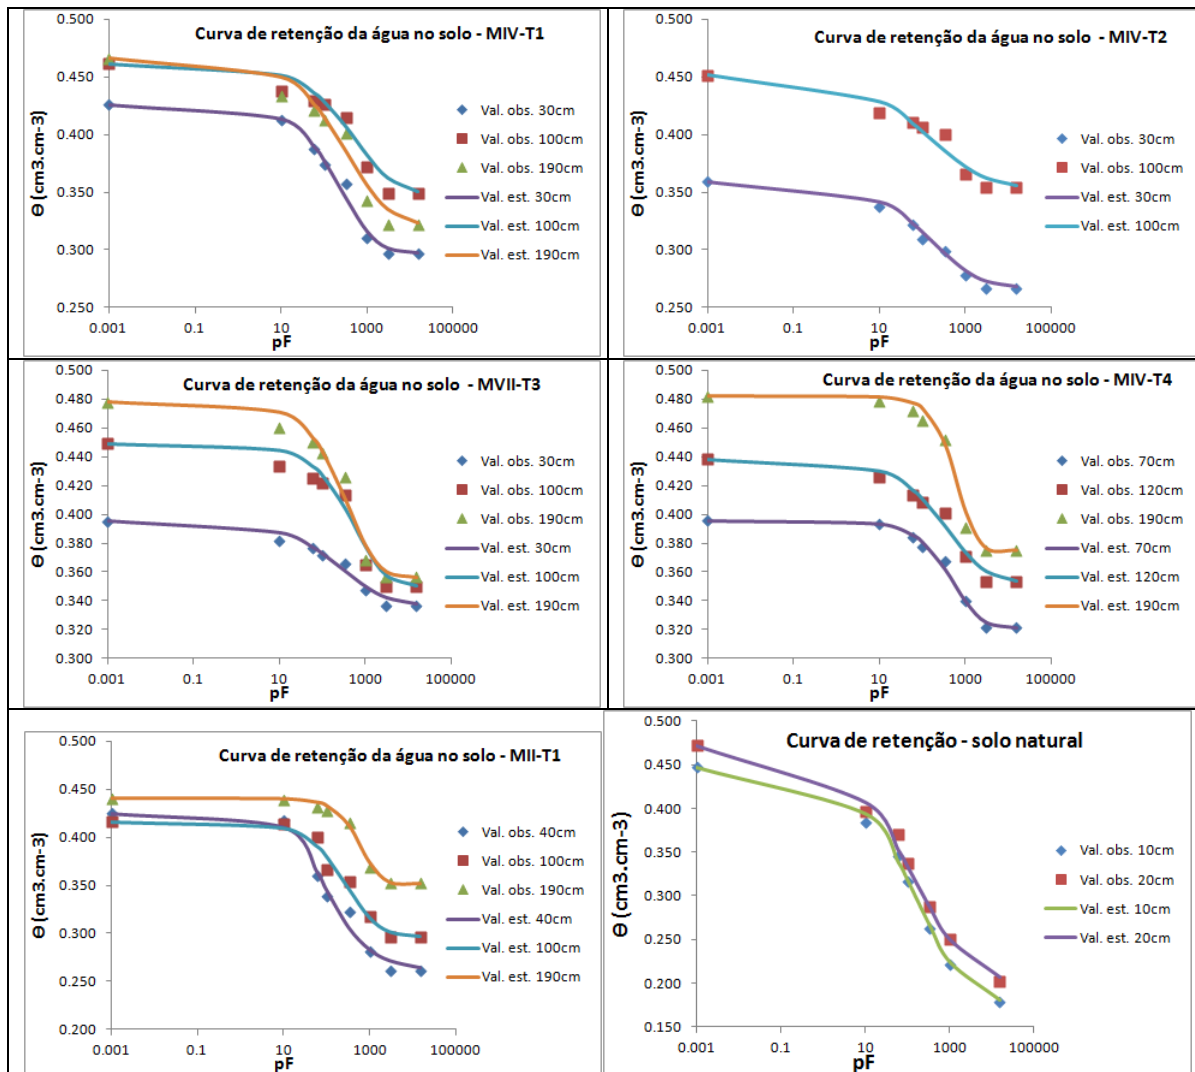 Curva de retenção da água no solo - MIV-T1
0.500
0.450
0.400
0.350
0.300
0.250
0.001
0.1
10
1000
100000
pF
Θ (cm3.cm-3)
Val. obs. 30cm
Val. obs. 100cm
Val. obs. 190cm
Val. est. 30cm
Val. est. 100cm
Val. est. 190cm
Curva de retenção da água no solo - MIV-T2
0.500
0.450
0.400
0.350
0.300
0.250
0.001
0.1
10
1000
100000
pF
Θ (cm3.cm-3)
Val. obs. 30cm
Val. obs. 100cm
Val. est. 30cm
Val. est. 100cm
Curva de retenção da água no solo - MVII-T3
0.500
0.480
0.460
0.440
0.420
0.400
0.380
0.360
0.340
0.320
0.300
0.001
0.1
10
1000
100000
pF
Θ (cm3.cm-3)
Val. obs. 30cm
Val. obs. 100cm
Val. obs. 190cm
Val. est. 30cm
Val. est. 100cm
Val. est. 190cm
Curva de retenção da água no solo - MIV-T4
0.500
0.480
0.460
0.440
0.420
0.400
0.380
0.360
0.340
0.320
0.300
0.001
0.1
10
1000
100000
pF
Θ (cm3.cm-3)
Val. obs. 70cm
Val. obs. 120cm
Val. obs. 190cm
Val. est. 70cm
Val. est. 120cm
Val. est. 190cm
Curva de retenção da água no solo - MII-T1
0.500
0.450
0.400
0.350
0.300
0.250
0.200
0.001
0.1
10
1000
100000
pF
Θ (cm3.cm-3)
Val. obs. 40cm
Val. obs. 100cm
Val. obs. 190cm
Val. est. 40cm
Val. est. 100cm
Val. est. 190cm
Curva de retenção - solo natural
0.500
0.450
0.400
0.350
0.300
0.250
0.200
0.150
0.001
0.1
10
1000
100000
pF
Θ (cm3.cm-3)
Val. obs. 10cm
Val. obs. 20cm
Val. est. 10cm
Val. est. 20cm